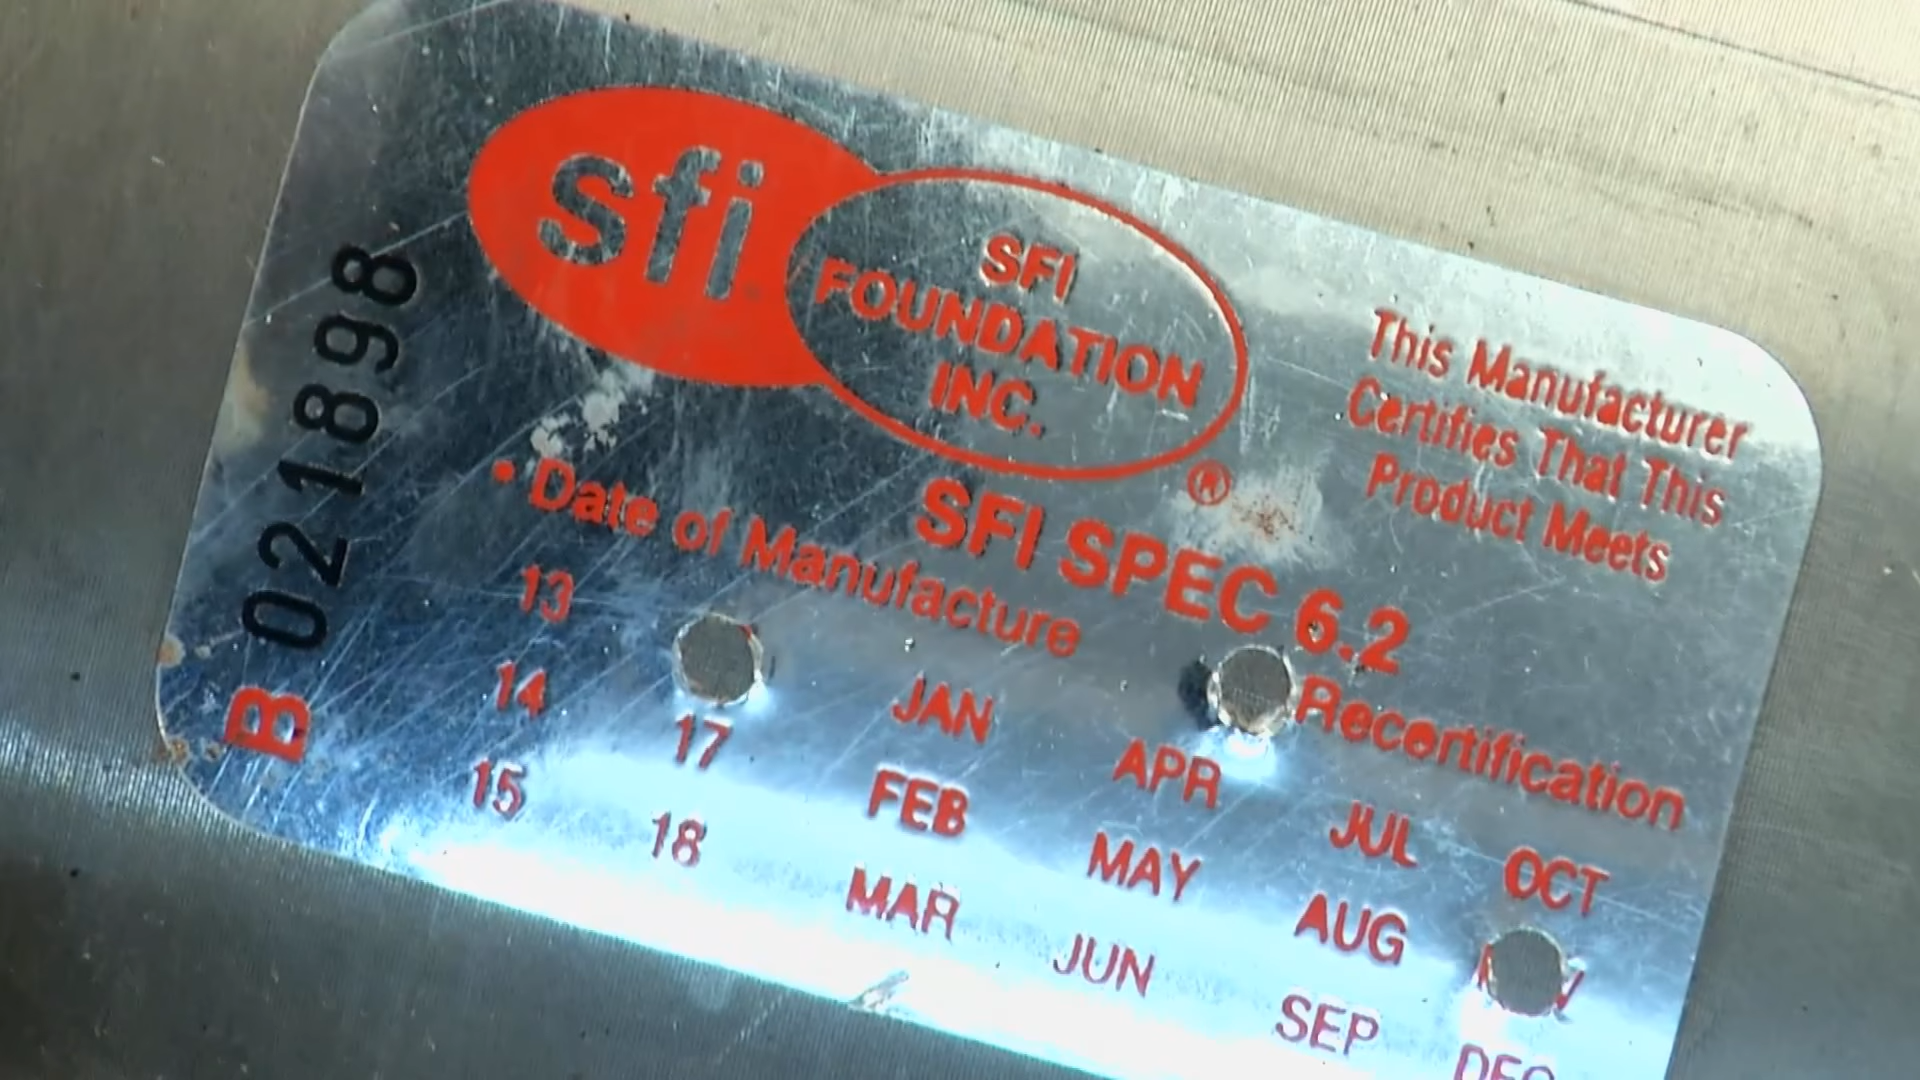 sfi
SFI
FOUNDATION
INC.
®
This Manufacturer
Certifies That This
Product Meets
SFI SPEC 6.2
B 021898
• Date of Manufacture
Recertification
13
14 17
15 18
JAN APR JUL OCT
FEB MAY AUG
MAR JUN SEP